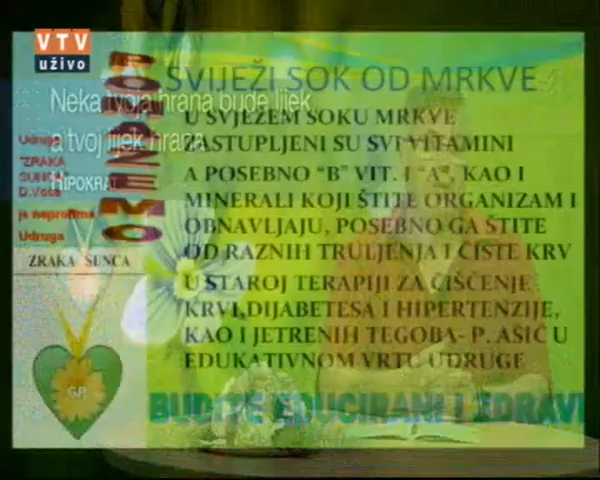 VTV
uživo
SVIJEŽI SOK OD MRKVE
Neka tvoja hrana bude lijek,
a tvoj lijek hrana
HIPOKRAT
U SVJEŽEM SOKU MRKVE
ZASTUPLJENI SU SVI VITAMINI
A POSEBNO “B” VIT. I “A”, KAO I
MINERALI KOJI ŠTITE ORGANIZAM I
OBNAVLJAJU, POSEBNO GA ŠTITE
OD RAZNIH TRULJENJA I ČISTE KRV
U STAROJ TERAPIJI ZA ČIŠĆENJE
KRVI,DIJABETESA I HIPERTENZIJE,
KAO I JETRENIH TEGOBA- P. AŠIĆ U
EDUKATIVNOM VRTU UDRUGE
Udruga
"ZRAKA
SUNCA
je neprofitna
Udruga
ZRAKA SUNCA
BUDITE EDUCIRANI I ZDRAVI